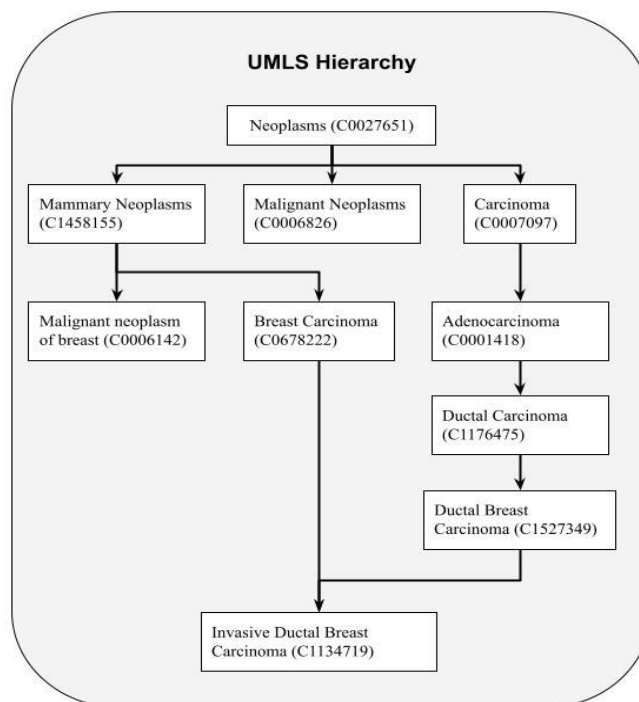 UMLS Hierarchy
Neoplasms (C0027651)
Mammary Neoplasms
(C1458155)
Malignant Neoplasms
(C0006826)
Carcinoma
(C0007097)
Malignant neoplasm
of breast (C0006142)
Breast Carcinoma
(C0678222)
Adenocarcinoma
(C0001418)
Ductal Carcinoma
(C1176475)
Ductal Breast
Carcinoma (C1527349)
Invasive Ductal Breast
Carcinoma (C1134719)